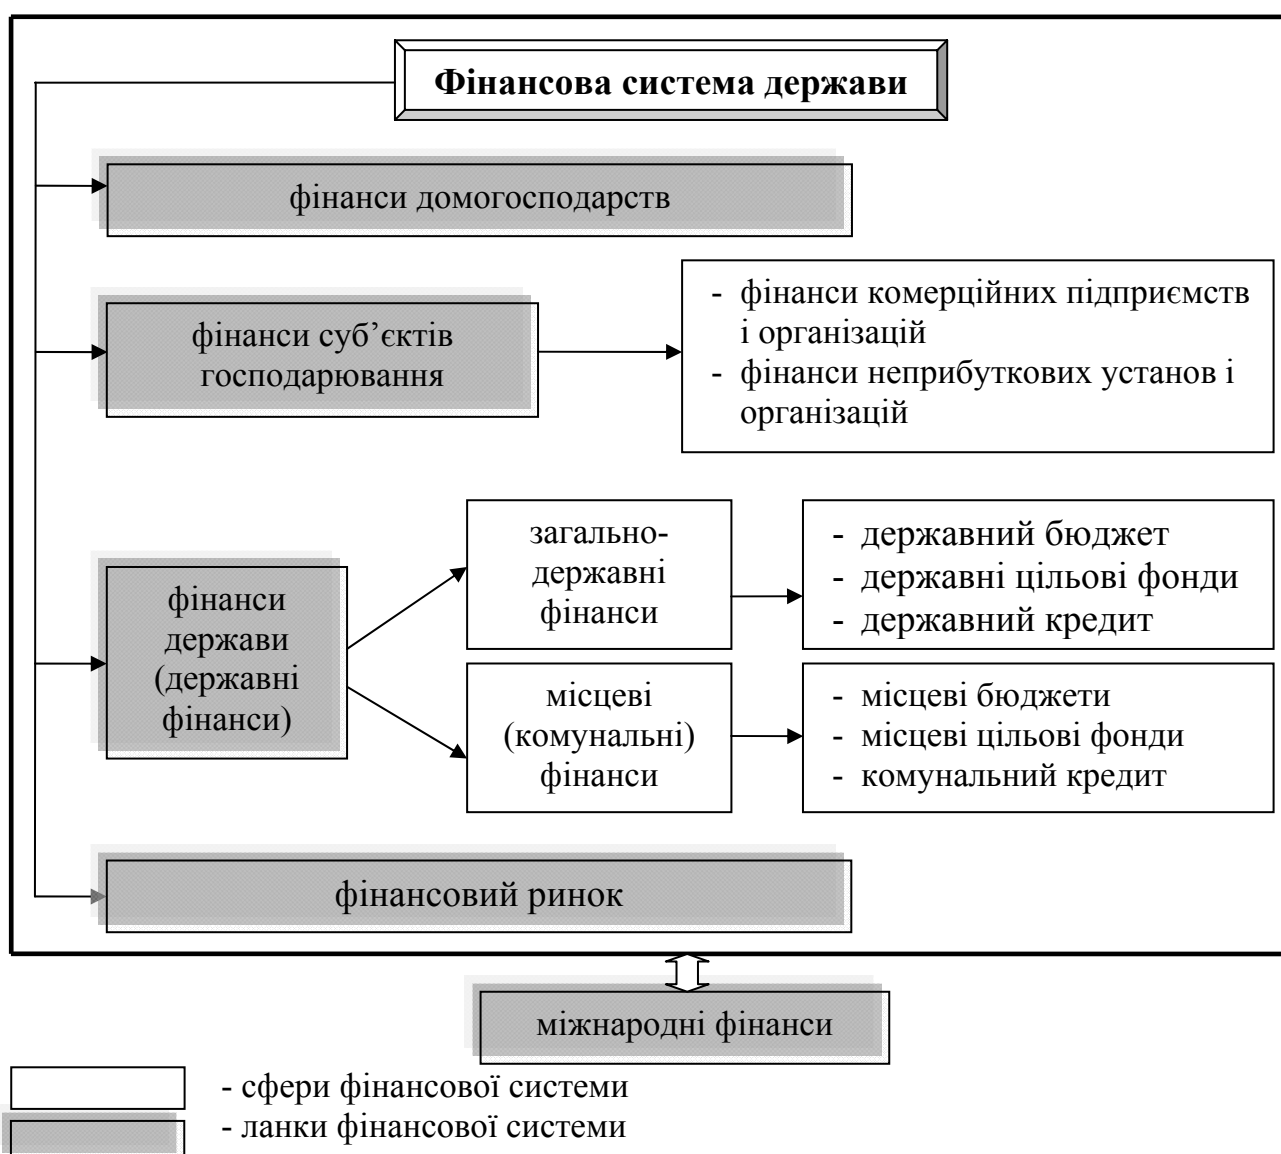 Фінансова система держави
фінанси домогосподарств
фінанси суб’єктів
господарювання
- фінанси комерційних підприємств
і організацій
- фінанси неприбуткових установ і
організацій
фінанси
держави
(державні
фінанси)
загально-
державні
фінанси
- державний бюджет
- державні цільові фонди
- державний кредит
місцеві
(комунальні)
фінанси
- місцеві бюджети
- місцеві цільові фонди
- комунальний кредит
фінансовий ринок
міжнародні фінанси
- сфери фінансової системи
- ланки фінансової системи